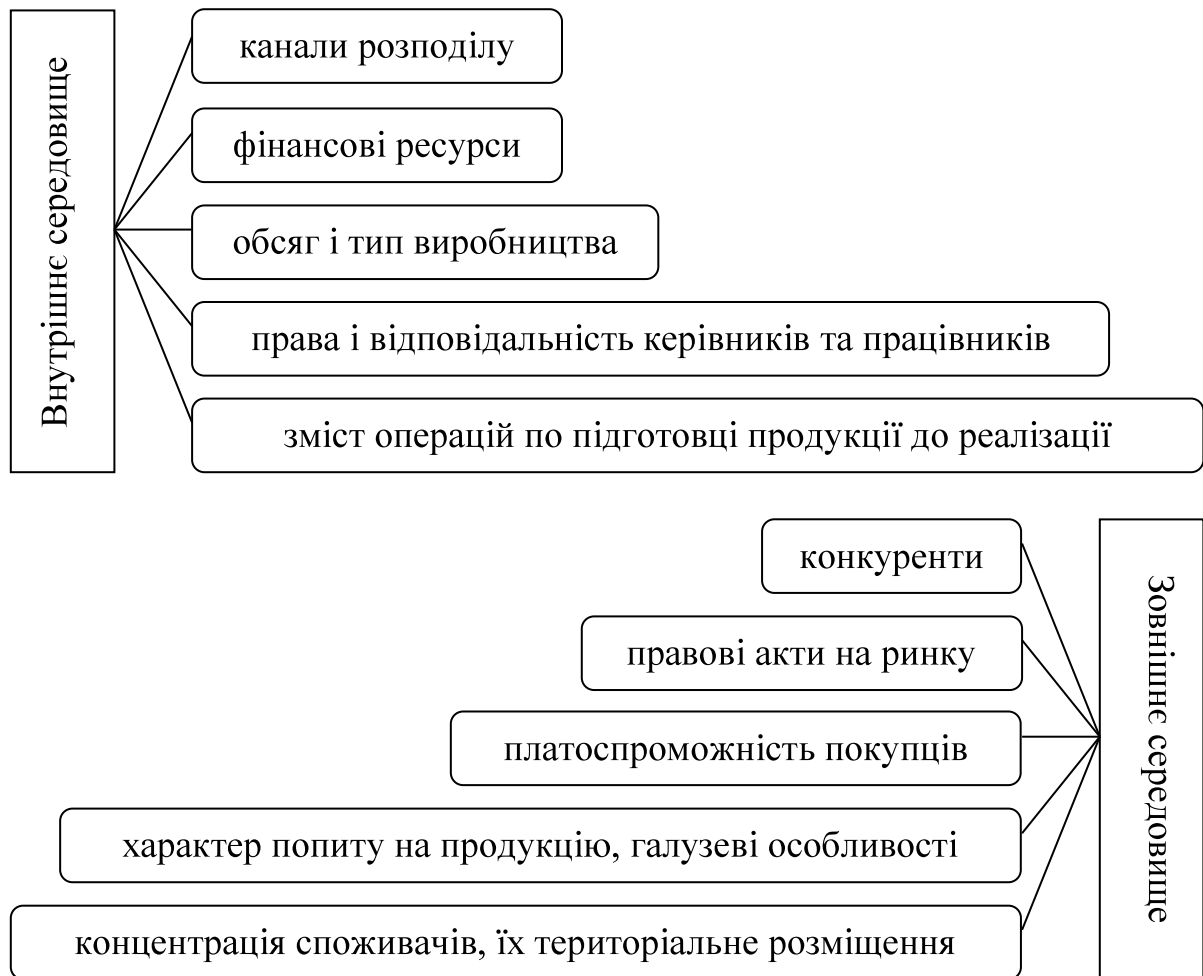 Внутрішнє середовище
канали розподілу
фінансові ресурси
обсяг і тип виробництва
права і відповідальність керівників та працівників
зміст операцій по підготовці продукції до реалізації
Зовнішнє середовище
конкуренти
правові акти на ринку
платоспроможність покупців
характер попиту на продукцію, галузеві особливості
концентрація споживачів, їх територіальне розміщення